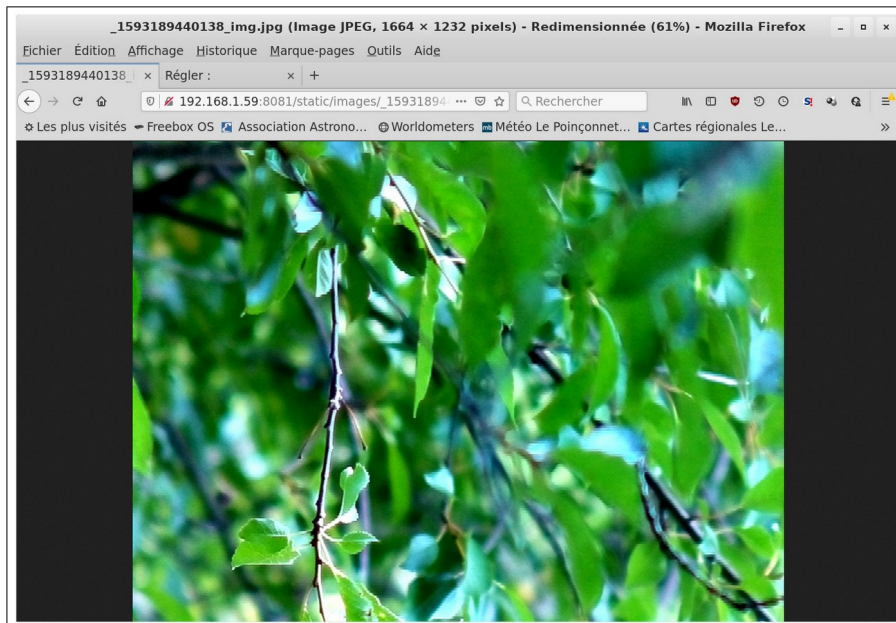 _1593189440138_img.jpg (Image JPEG, 1664 × 1232 pixels) - Redimensionnée (61%) - Mozilla Firefox
Fichier Édition Affichage Historique Marque-pages Outils Aide
_1593189440138_ × Régler : × +
192.168.1.59:8081/static/images/_1593189 ••• Rechercher
Les plus visités Freebox OS Association Astrono... Worldometers Météo Le Poinçonnet... Cartes régionales Le... »